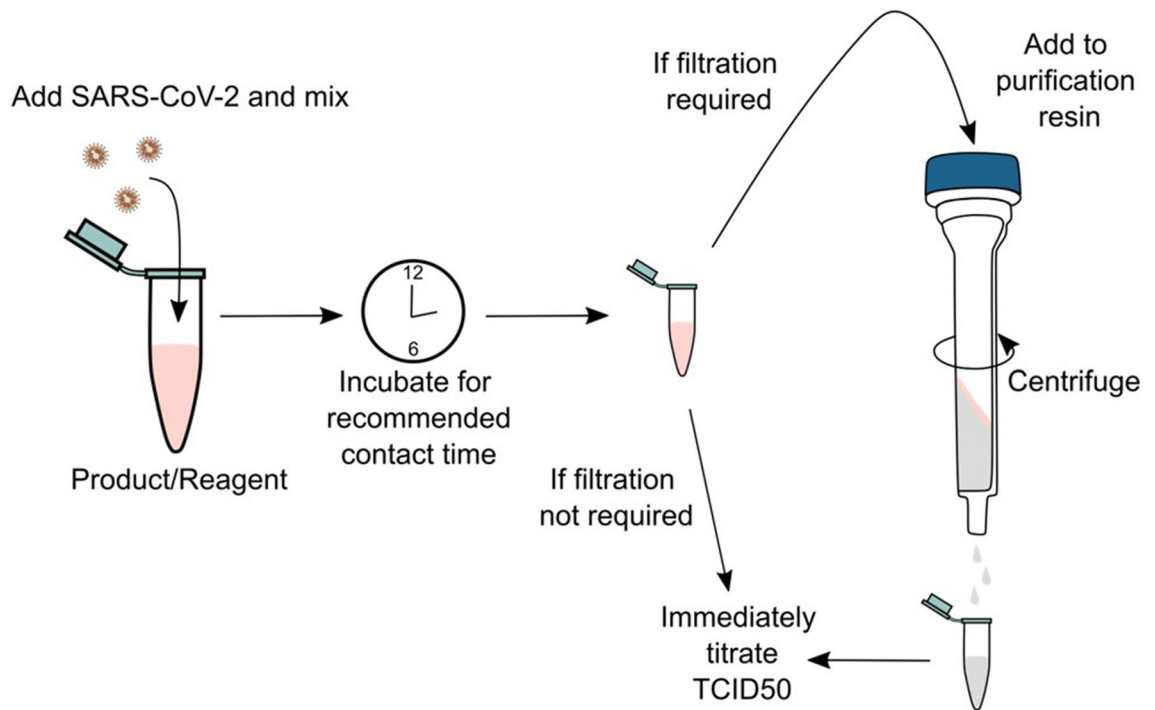 Add SARS-CoV-2 and mix
Product/Reagent
12
6
Incubate for
recommended
contact time
If filtration
required
Add to
purification
resin
Centrifuge
If filtration
not required
Immediately
titrate
TCID50